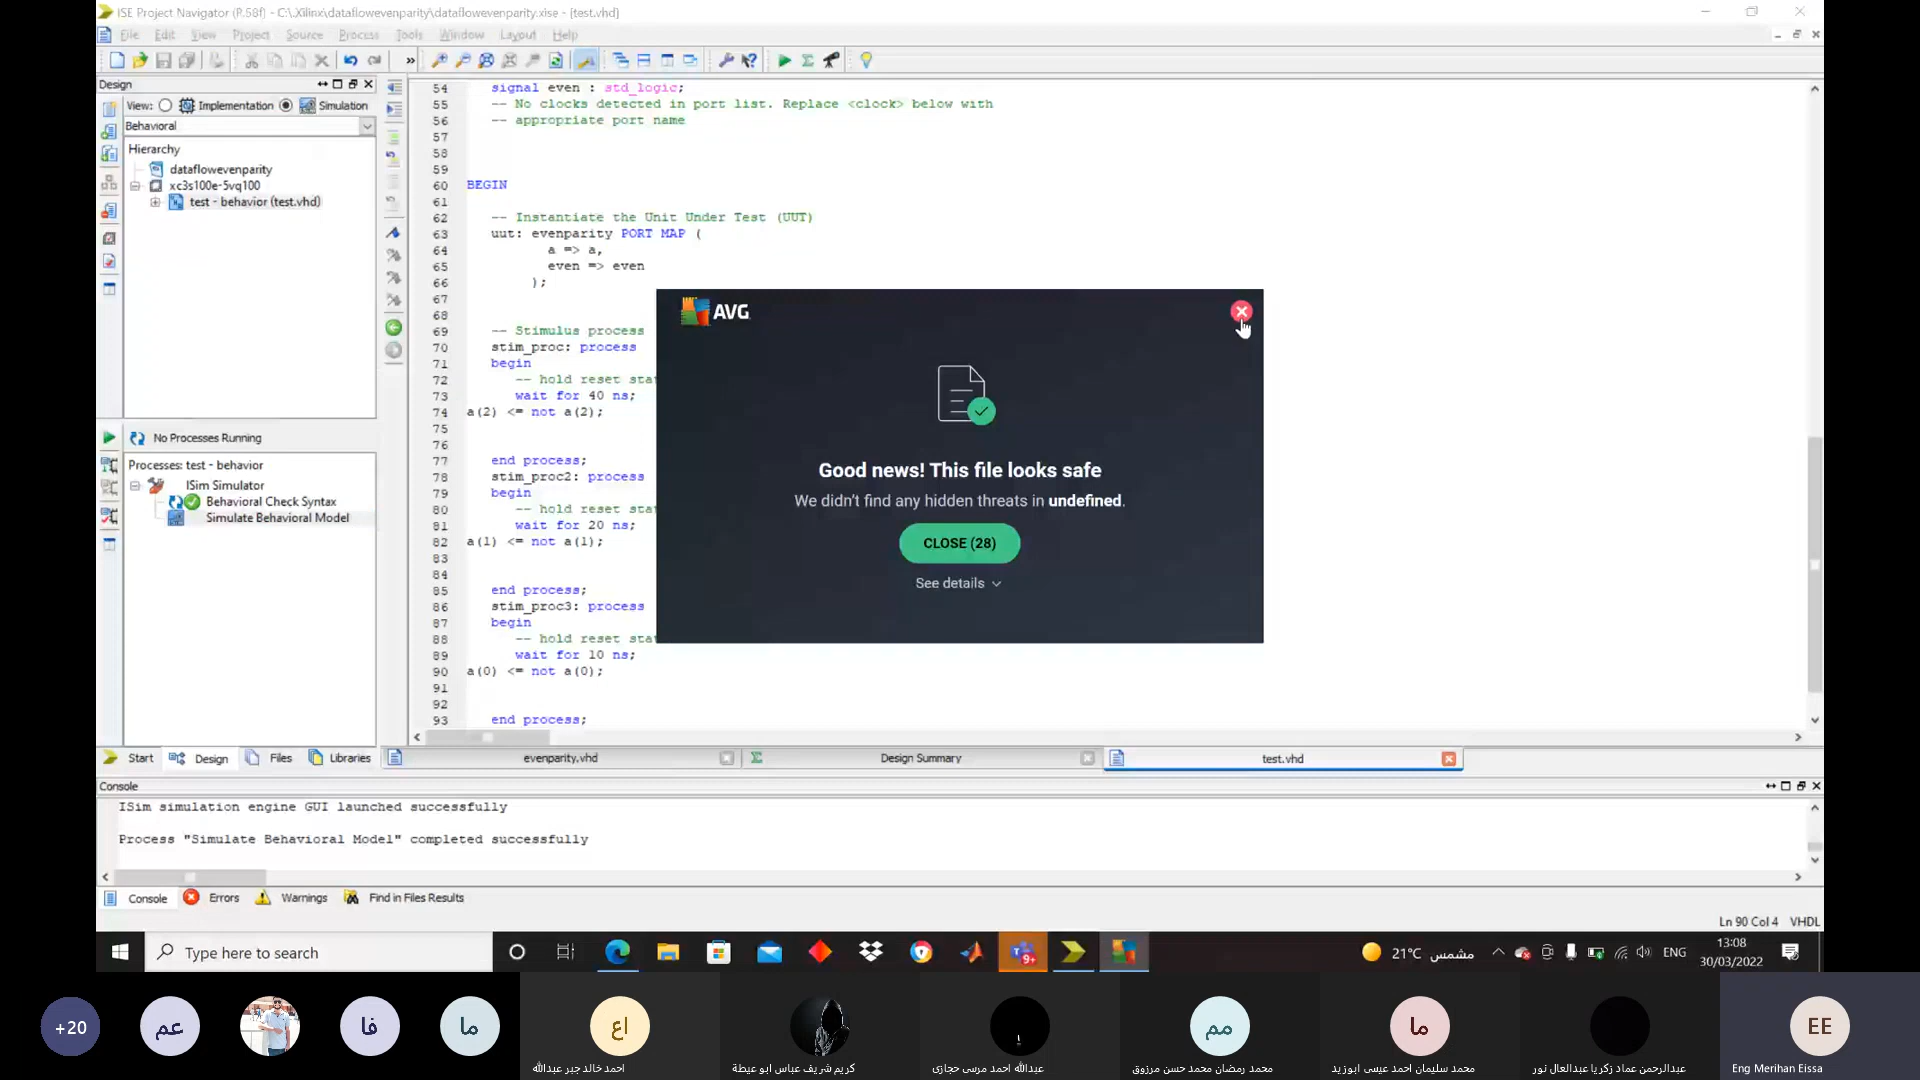 ISE Project Navigator (P.58f) - C:\.Xilinx\dataflowevenparity\dataflowevenparity.xise - [test.vhd]
File Edit View Project Source Process Tools Window Layout Help
Design
View: Implementation Simulation
Behavioral
Hierarchy
dataflowevenparity
xc3s100e-5vq100
test - behavior (test.vhd)
No Processes Running
Processes: test - behavior
ISim Simulator
Behavioral Check Syntax
Simulate Behavioral Model
54 signal even : std_logic;
55 -- No clocks detected in port list. Replace <clock> below with
56 -- appropriate port name
57
58
59
60 BEGIN
61
62 -- Instantiate the Unit Under Test (UUT)
63 uut: evenparity PORT MAP (
64 a => a,
65 even => even
66 );
67
68
69 -- Stimulus process
70 stim_proc: process
71 begin
72 -- hold reset stat
73 wait for 40 ns;
74 a(2) <= not a(2);
75
76
77 end process;
78 stim_proc2: process
79 begin
80 -- hold reset stat
81 wait for 20 ns;
82 a(1) <= not a(1);
83
84
85 end process;
86 stim_proc3: process
87 begin
88 -- hold reset stat
89 wait for 10 ns;
90 a(0) <= not a(0);
91
92
93 end process;
AVG
Good news! This file looks safe
We didn't find any hidden threats in undefined.
CLOSE (28)
See details
Start Design Files Libraries
evenparity.vhd Design Summary test.vhd
Console
ISim simulation engine GUI launched successfully
Process "Simulate Behavioral Model" completed successfully
Console Errors Warnings Find in Files Results
Ln 90 Col 4 VHDL
Type here to search
9+
21°C مشمس
ENG
13:08
30/03/2022
+20
عم
فا
ما
اع
مم
ما
EE
احمد خالد جبر عبدالله
كريم شريف عباس ابو عيطة
عبدالله احمد مرسى حجازى
محمد رمضان محمد حسن مرزوق
محمد سليمان احمد عيسى ابوزيد
عبدالرحمن عماد زكريا عبدالعال نور
Eng Merihan Eissa